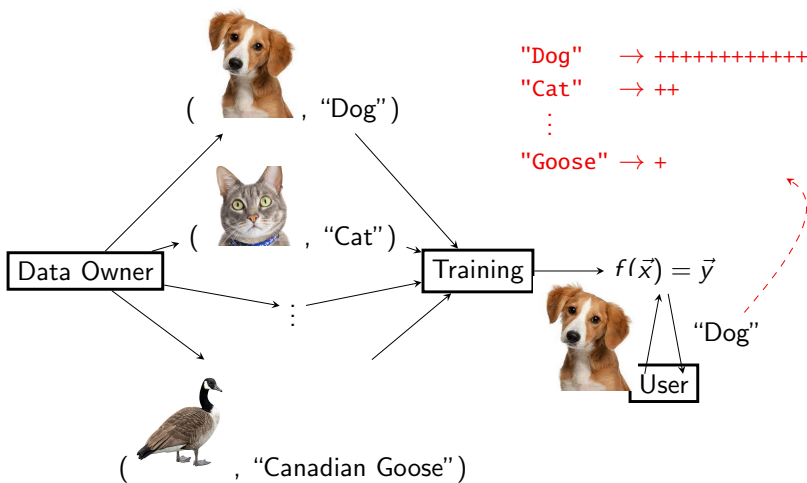 "Dog" → ++++++++++++
"Cat" → ++
⋮
"Goose" → +
( , “Dog”)
( , “Cat”)
Data Owner
Training
f(x⃗) = y⃗
⋮
“Dog”
User
( , “Canadian Goose”)